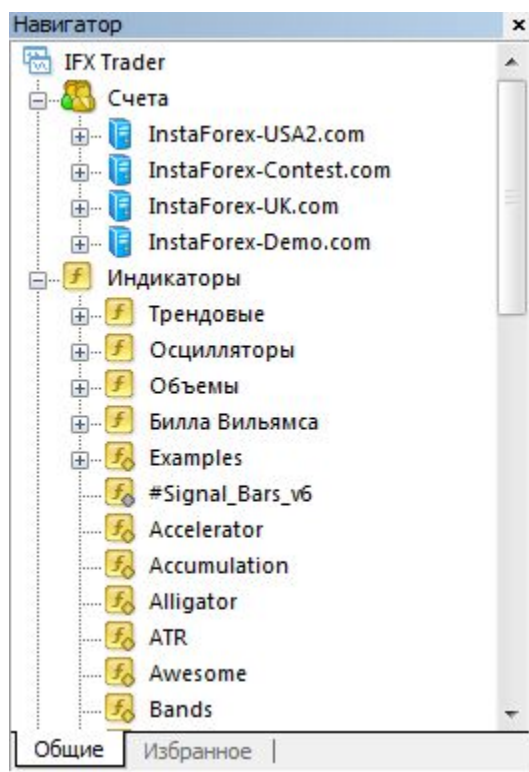 Навигатор
IFX Trader
Счета
InstaForex-USA2.com
InstaForex-Contest.com
InstaForex-UK.com
InstaForex-Demo.com
Индикаторы
Трендовые
Осцилляторы
Объемы
Билла Вильямса
Examples
#Signal_Bars_v6
Accelerator
Accumulation
Alligator
ATR
Awesome
Bands
Общие Избранное